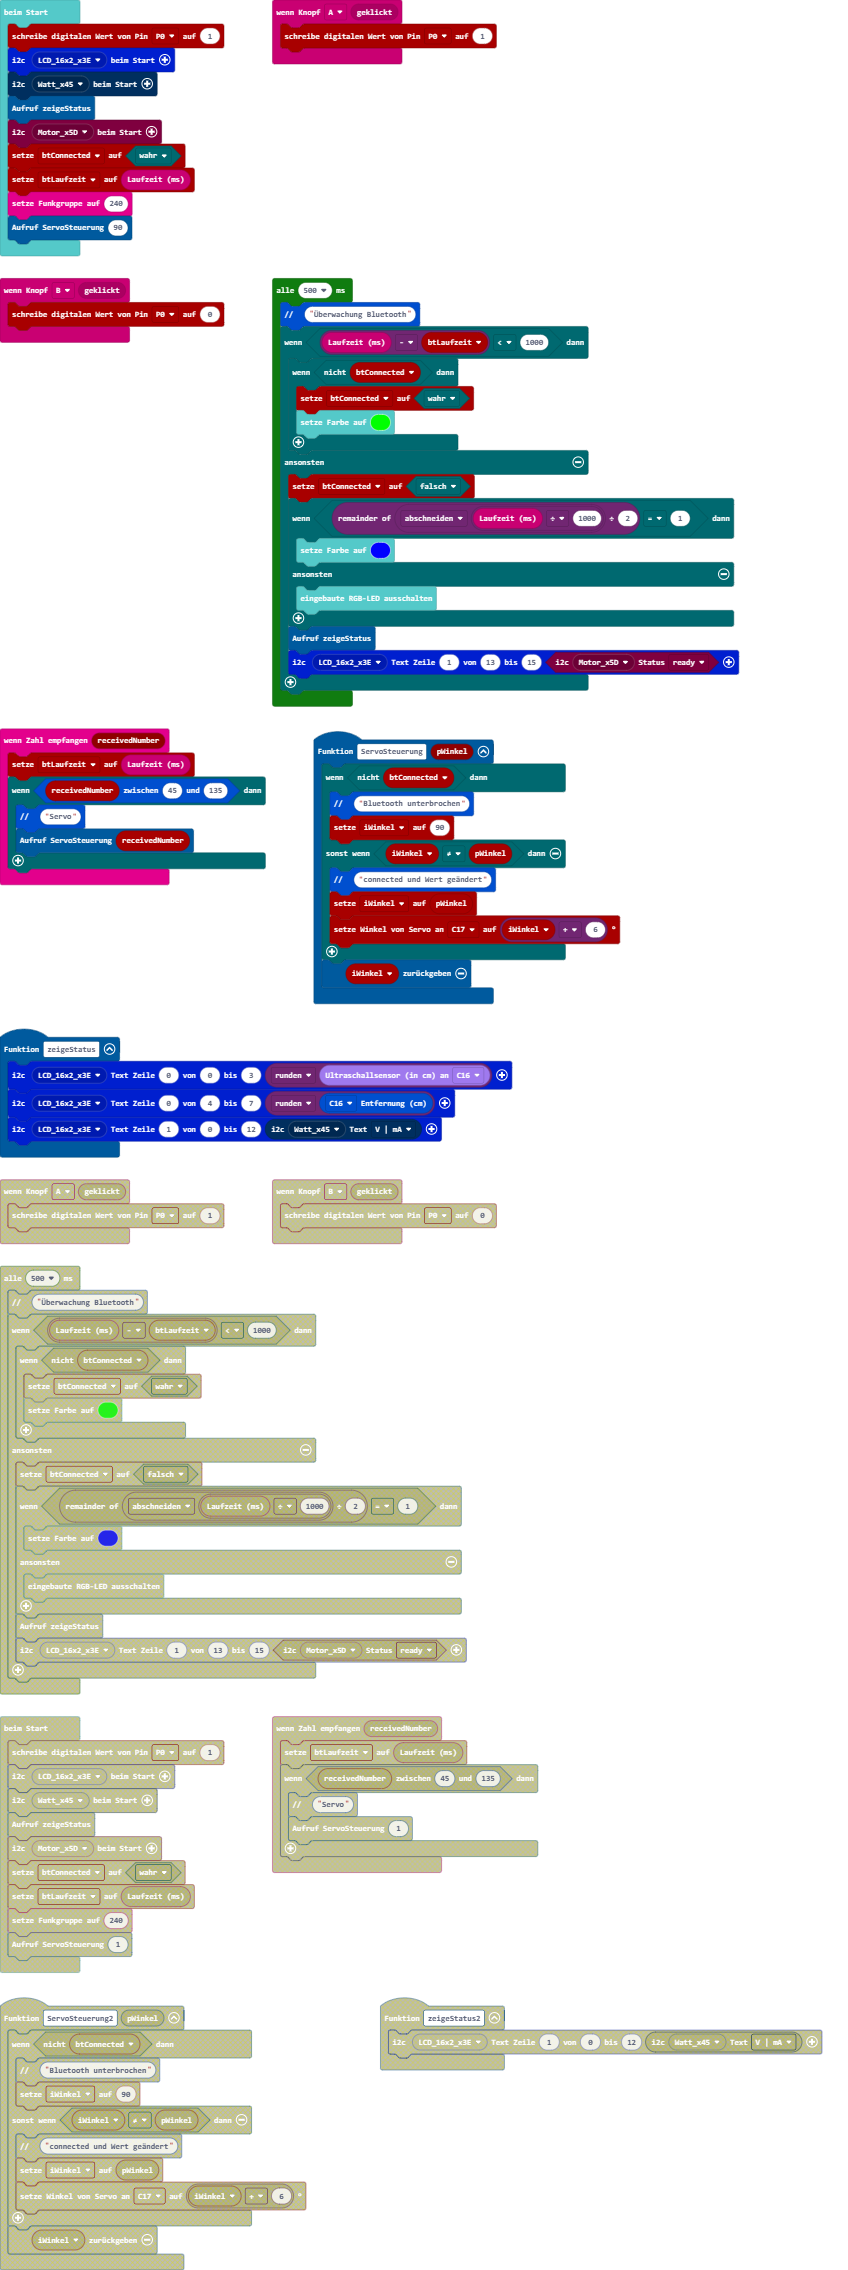 beim Start
schreibe digitalen Wert von Pin P0 auf 1
i2c LCD_16x2_x3E beim Start
i2c Watt_x45 beim Start
Aufruf zeigeStatus
i2c Motor_x5D beim Start
setze btConnected auf wahr
setze btLaufzeit auf Laufzeit (ms)
setze Funkgruppe auf 240
Aufruf ServoSteuerung 90
wenn Knopf A geklickt
schreibe digitalen Wert von Pin P0 auf 1
wenn Knopf B geklickt
schreibe digitalen Wert von Pin P0 auf 0
alle 500 ms
// "Überwachung Bluetooth"
wenn Laufzeit (ms) - btLaufzeit < 1000 dann
wenn nicht btConnected dann
setze btConnected auf wahr
setze Farbe auf
ansonsten
setze btConnected auf falsch
wenn remainder of abschneiden Laufzeit (ms) ÷ 1000 ÷ 2 = 1 dann
setze Farbe auf
ansonsten
eingebaute RGB-LED ausschalten
Aufruf zeigeStatus
i2c LCD_16x2_x3E Text Zeile 1 von 13 bis 15 i2c Motor_x5D Status ready
wenn Zahl empfangen receivedNumber
setze btLaufzeit auf Laufzeit (ms)
wenn receivedNumber zwischen 45 und 135 dann
// "Servo"
Aufruf ServoSteuerung receivedNumber
Funktion ServoSteuerung pWinkel
wenn nicht btConnected dann
// "Bluetooth unterbrochen"
setze iWinkel auf 90
sonst wenn iWinkel ≠ pWinkel dann
// "connected und Wert geändert"
setze iWinkel auf pWinkel
setze Winkel von Servo an C17 auf iWinkel + 6 °
iWinkel zurückgeben
Funktion zeigeStatus
i2c LCD_16x2_x3E Text Zeile 0 von 0 bis 3 runden Ultraschallsensor (in cm) an C16
i2c LCD_16x2_x3E Text Zeile 0 von 4 bis 7 runden C16 Entfernung (cm)
i2c LCD_16x2_x3E Text Zeile 1 von 0 bis 12 i2c Watt_x45 Text V | mA
wenn Knopf A geklickt
schreibe digitalen Wert von Pin P0 auf 1
wenn Knopf B geklickt
schreibe digitalen Wert von Pin P0 auf 0
alle 500 ms
// "Überwachung Bluetooth"
wenn Laufzeit (ms) - btLaufzeit < 1000 dann
wenn nicht btConnected dann
setze btConnected auf wahr
setze Farbe auf
ansonsten
setze btConnected auf falsch
wenn remainder of abschneiden Laufzeit (ms) ÷ 1000 ÷ 2 = 1 dann
setze Farbe auf
ansonsten
eingebaute RGB-LED ausschalten
Aufruf zeigeStatus
i2c LCD_16x2_x3E Text Zeile 1 von 13 bis 15 i2c Motor_x5D Status ready
beim Start
schreibe digitalen Wert von Pin P0 auf 1
i2c LCD_16x2_x3E beim Start
i2c Watt_x45 beim Start
Aufruf zeigeStatus
i2c Motor_x5D beim Start
setze btConnected auf wahr
setze btLaufzeit auf Laufzeit (ms)
setze Funkgruppe auf 240
Aufruf ServoSteuerung 1
wenn Zahl empfangen receivedNumber
setze btLaufzeit auf Laufzeit (ms)
wenn receivedNumber zwischen 45 und 135 dann
// "Servo"
Aufruf ServoSteuerung 1
Funktion ServoSteuerung2 pWinkel
wenn nicht btConnected dann
// "Bluetooth unterbrochen"
setze iWinkel auf 90
sonst wenn iWinkel ≠ pWinkel dann
// "connected und Wert geändert"
setze iWinkel auf pWinkel
setze Winkel von Servo an C17 auf iWinkel + 6 °
iWinkel zurückgeben
Funktion zeigeStatus2
i2c LCD_16x2_x3E Text Zeile 1 von 0 bis 12 i2c Watt_x45 Text V | mA